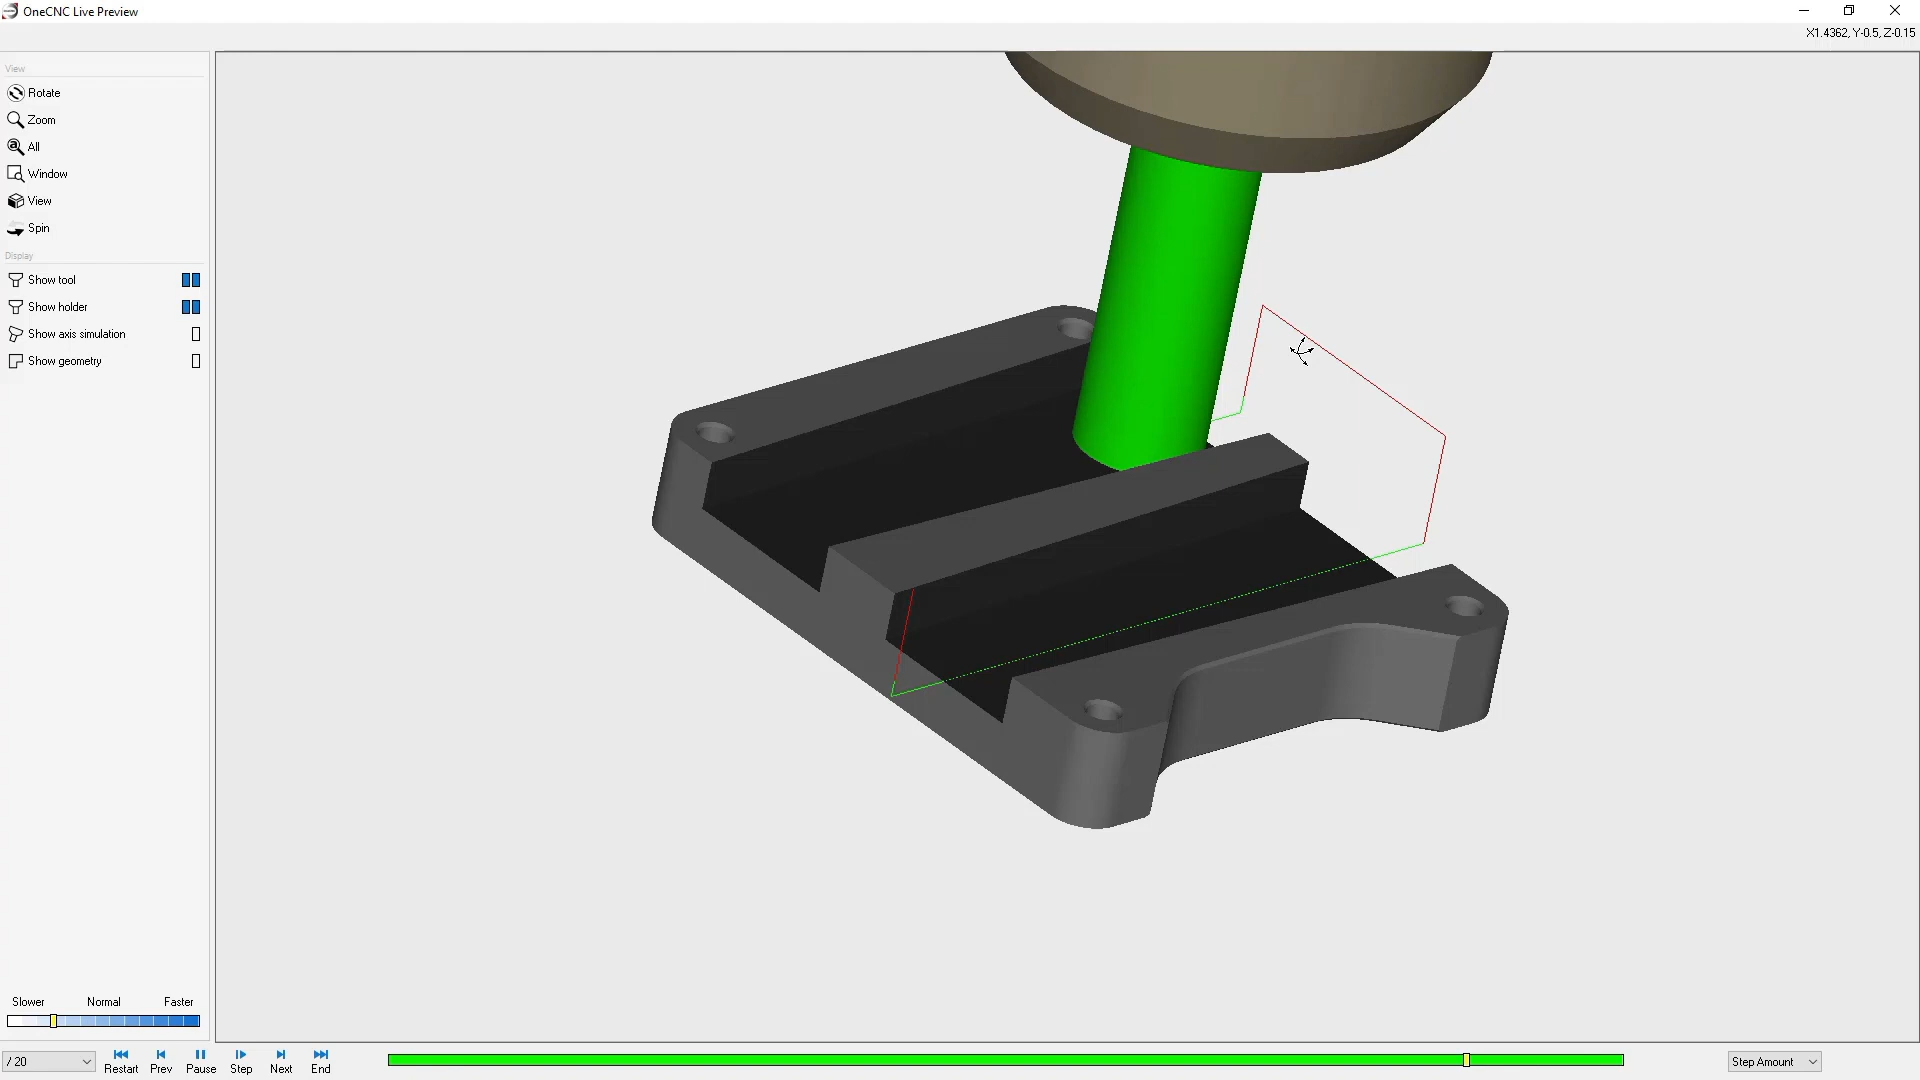 OneCNC Live Preview
X1.4362, Y-0.5, Z-0.15
View
Rotate
Zoom
All
Window
View
Spin
Display
Show tool
Show holder
Show axis simulation
Show geometry
Slower Normal Faster
/ 20
Restart Prev Pause Step Next End
Step Amount